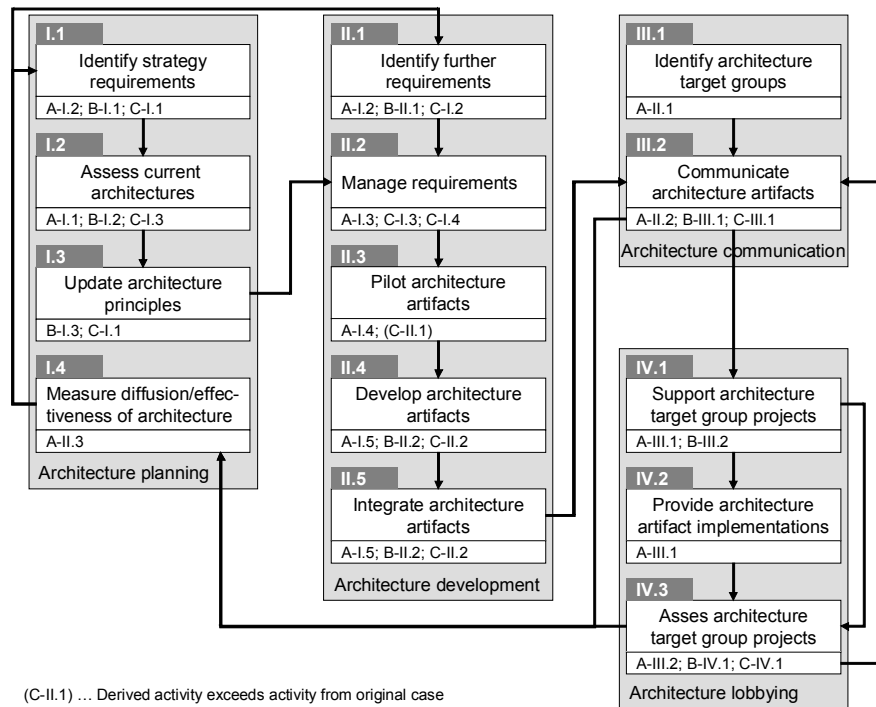 I.1
Identify strategy
requirements
A-I.2; B-I.1; C-I.1
I.2
Assess current
architectures
A-I.1; B-I.2; C-I.3
I.3
Update architecture
principles
B-I.3; C-I.1
I.4
Measure diffusion/effec-
tiveness of architecture
A-II.3
Architecture planning
II.1
Identify further
requirements
A-I.2; B-II.1; C-I.2
II.2
Manage requirements
A-I.3; C-I.3; C-I.4
II.3
Pilot architecture
artifacts
A-I.4; (C-II.1)
II.4
Develop architecture
artifacts
A-I.5; B-II.2; C-II.2
II.5
Integrate architecture
artifacts
A-I.5; B-II.2; C-II.2
Architecture development
III.1
Identify architecture
target groups
A-II.1
III.2
Communicate
architecture artifacts
A-II.2; B-III.1; C-III.1
Architecture communication
IV.1
Support architecture
target group projects
A-III.1; B-III.2
IV.2
Provide architecture
artifact implementations
A-III.1
IV.3
Asses architecture
target group projects
A-III.2; B-IV.1; C-IV.1
Architecture lobbying
(C-II.1) ... Derived activity exceeds activity from original case